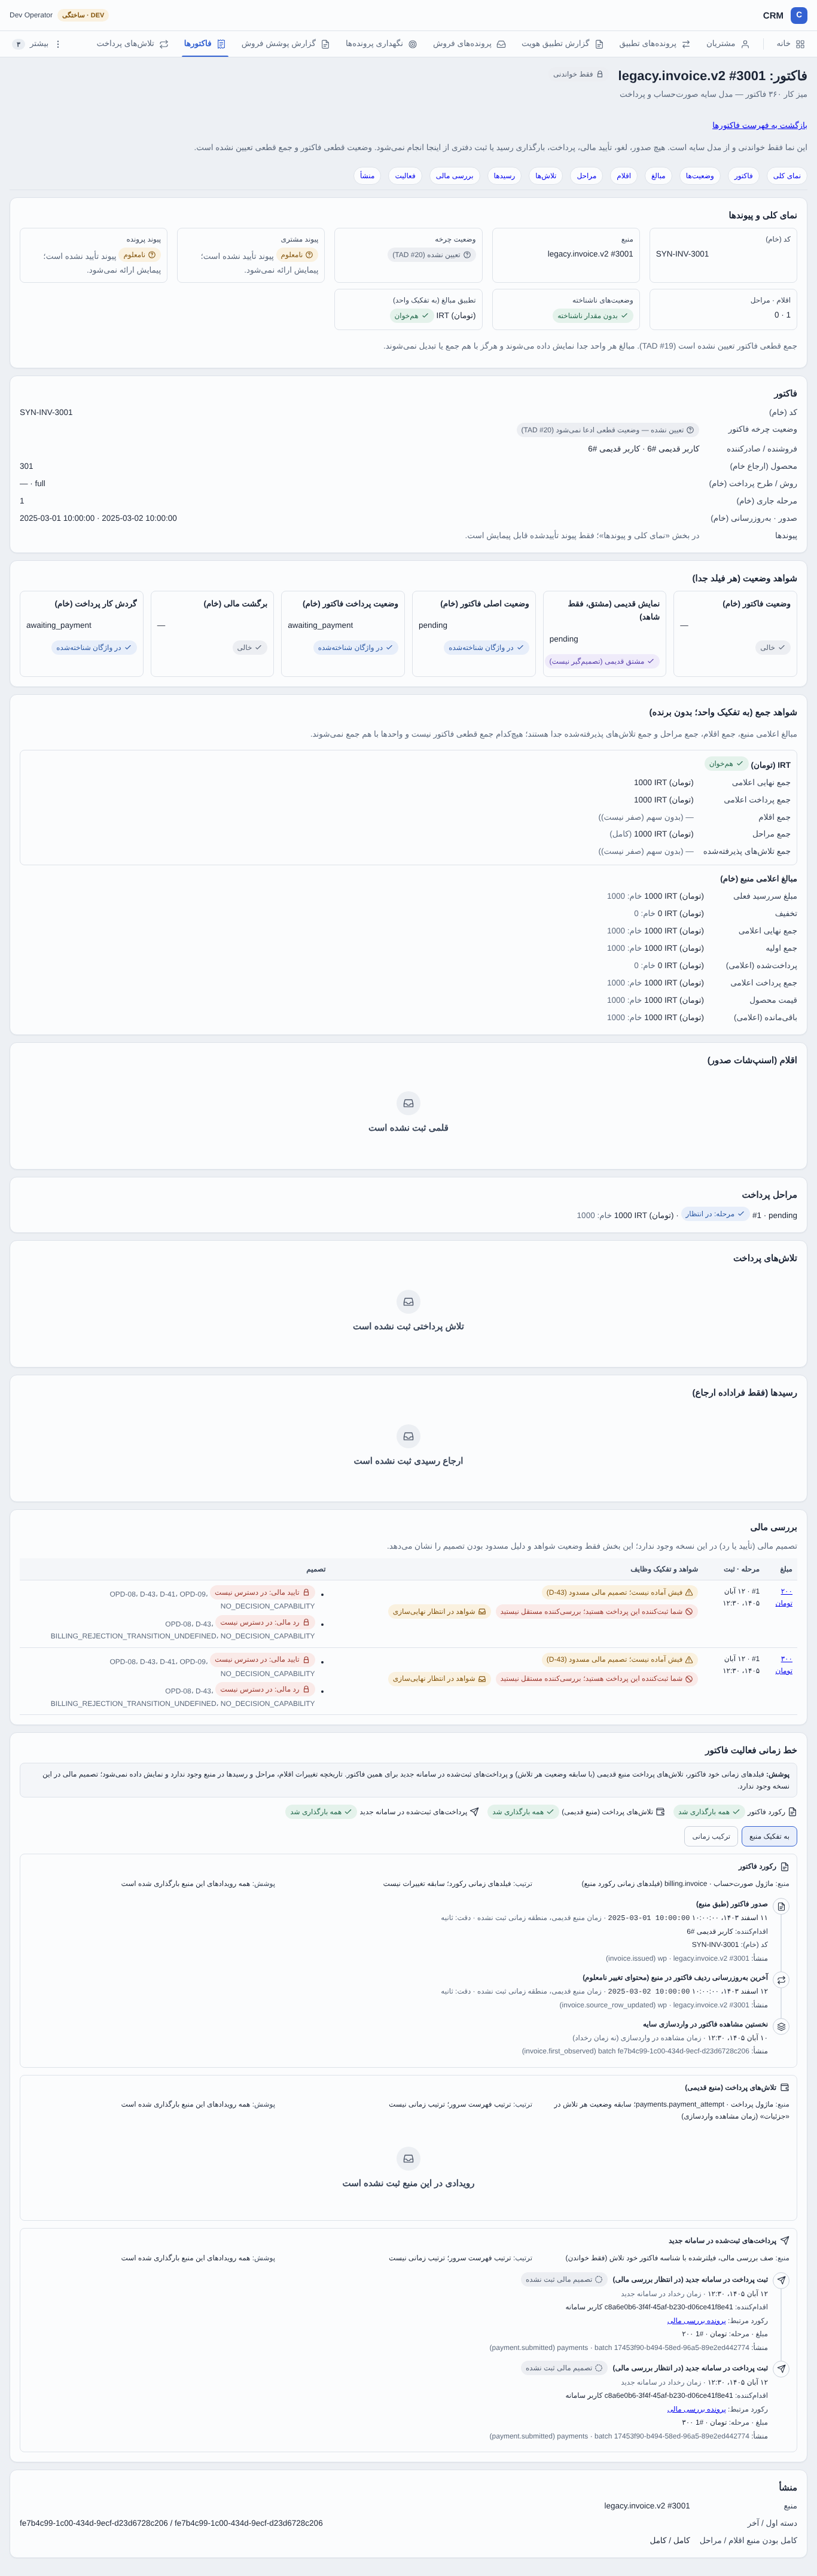 C
CRM
DEV · ساختگی
Dev Operator
خانه
مشتریان
پرونده‌های تطبیق
گزارش تطبیق هویت
پرونده‌های فروش
نگهداری پرونده‌ها
گزارش پوشش فروش
فاکتورها
تلاش‌های پرداخت
بیشتر
۴
فاکتور: legacy.invoice.v2 #3001
فقط خواندنی
میز کار ۳۶۰ فاکتور — مدل سایه صورت‌حساب و پرداخت
بازگشت به فهرست فاکتورها
این نما فقط خواندنی و از مدل سایه است. هیچ صدور، لغو، تأیید مالی، پرداخت، بارگذاری رسید یا ثبت دفتری از اینجا انجام نمی‌شود. وضعیت قطعی فاکتور و جمع قطعی تعیین نشده است.
نمای کلی
فاکتور
وضعیت‌ها
مبالغ
اقلام
مراحل
تلاش‌ها
رسیدها
بررسی مالی
فعالیت
منشأ
نمای کلی و پیوندها
کد (خام)
SYN-INV-3001
منبع
legacy.invoice.v2 #3001
وضعیت چرخه
تعیین نشده (TAD #20)
پیوند مشتری
نامعلوم پیوند تأیید نشده است؛ پیمایش ارائه نمی‌شود.
پیوند پرونده
نامعلوم پیوند تأیید نشده است؛ پیمایش ارائه نمی‌شود.
اقلام · مراحل
0 · 1
وضعیت‌های ناشناخته
بدون مقدار ناشناخته
تطبیق مبالغ (به تفکیک واحد)
IRT (تومان) هم‌خوان
جمع قطعی فاکتور تعیین نشده است (TAD #19). مبالغ هر واحد جدا نمایش داده می‌شوند و هرگز با هم جمع یا تبدیل نمی‌شوند.
فاکتور
کد (خام)
SYN-INV-3001
وضعیت چرخه فاکتور
تعیین نشده — وضعیت قطعی ادعا نمی‌شود (TAD #20)
فروشنده / صادرکننده
کاربر قدیمی #6 · کاربر قدیمی #6
محصول (ارجاع خام)
301
روش / طرح پرداخت (خام)
— · full
مرحله جاری (خام)
1
صدور · به‌روزرسانی (خام)
2025-03-01 10:00:00 · 2025-03-02 10:00:00
پیوندها
در بخش «نمای کلی و پیوندها»؛ فقط پیوند تأییدشده قابل پیمایش است.
شواهد وضعیت (هر فیلد جدا)
وضعیت فاکتور (خام)
—
خالی
نمایش قدیمی (مشتق، فقط شاهد)
pending
مشتق قدیمی (تصمیم‌گیر نیست)
وضعیت اصلی فاکتور (خام)
pending
در واژگان شناخته‌شده
وضعیت پرداخت فاکتور (خام)
awaiting_payment
در واژگان شناخته‌شده
برگشت مالی (خام)
—
خالی
گردش کار پرداخت (خام)
awaiting_payment
در واژگان شناخته‌شده
شواهد جمع (به تفکیک واحد؛ بدون برنده)
مبالغ اعلامی منبع، جمع اقلام، جمع مراحل و جمع تلاش‌های پذیرفته‌شده جدا هستند؛ هیچ‌کدام جمع قطعی فاکتور نیست و واحدها با هم جمع نمی‌شوند.
IRT (تومان) هم‌خوان
جمع نهایی اعلامی
1000 IRT (تومان)
جمع پرداخت اعلامی
1000 IRT (تومان)
جمع اقلام
— (بدون سهم (صفر نیست))
جمع مراحل
1000 IRT (تومان) (کامل)
جمع تلاش‌های پذیرفته‌شده
— (بدون سهم (صفر نیست))
مبالغ اعلامی منبع (خام)
مبلغ سررسید فعلی
1000 IRT (تومان) خام: 1000
تخفیف
0 IRT (تومان) خام: 0
جمع نهایی اعلامی
1000 IRT (تومان) خام: 1000
جمع اولیه
1000 IRT (تومان) خام: 1000
پرداخت‌شده (اعلامی)
0 IRT (تومان) خام: 0
جمع پرداخت اعلامی
1000 IRT (تومان) خام: 1000
قیمت محصول
1000 IRT (تومان) خام: 1000
باقی‌مانده (اعلامی)
1000 IRT (تومان) خام: 1000
اقلام (اسنپ‌شات صدور)
قلمی ثبت نشده است
مراحل پرداخت
#1 · pending مرحله: در انتظار · 1000 IRT (تومان) خام: 1000
تلاش‌های پرداخت
تلاش پرداختی ثبت نشده است
رسیدها (فقط فراداده ارجاع)
ارجاع رسیدی ثبت نشده است
بررسی مالی
تصمیم مالی (تأیید یا رد) در این نسخه وجود ندارد؛ این بخش فقط وضعیت شواهد و دلیل مسدود بودن تصمیم را نشان می‌دهد.
مبلغ
مرحله · ثبت
شواهد و تفکیک وظایف
تصمیم
۲۰۰ تومان
#1 · ۱۲ آبان ۱۴۰۵، ۱۲:۳۰
فیش آماده نیست؛ تصمیم مالی مسدود (D-43)
شما ثبت‌کننده این پرداخت هستید؛ بررسی‌کننده مستقل نیستید
شواهد در انتظار نهایی‌سازی
تایید مالی: در دسترس نیست OPD-08، D-43، D-41، OPD-09، NO_DECISION_CAPABILITY
رد مالی: در دسترس نیست OPD-08، D-43، BILLING_REJECTION_TRANSITION_UNDEFINED، NO_DECISION_CAPABILITY
۳۰۰ تومان
#1 · ۱۲ آبان ۱۴۰۵، ۱۲:۳۰
فیش آماده نیست؛ تصمیم مالی مسدود (D-43)
شما ثبت‌کننده این پرداخت هستید؛ بررسی‌کننده مستقل نیستید
شواهد در انتظار نهایی‌سازی
تایید مالی: در دسترس نیست OPD-08، D-43، D-41، OPD-09، NO_DECISION_CAPABILITY
رد مالی: در دسترس نیست OPD-08، D-43، BILLING_REJECTION_TRANSITION_UNDEFINED، NO_DECISION_CAPABILITY
خط زمانی فعالیت فاکتور
پوشش: فیلدهای زمانی خود فاکتور، تلاش‌های پرداخت منبع قدیمی (با سابقه وضعیت هر تلاش) و پرداخت‌های ثبت‌شده در سامانه جدید برای همین فاکتور. تاریخچه تغییرات اقلام، مراحل و رسیدها در منبع وجود ندارد و نمایش داده نمی‌شود؛ تصمیم مالی در این نسخه وجود ندارد.
رکورد فاکتور همه بارگذاری شد
تلاش‌های پرداخت (منبع قدیمی) همه بارگذاری شد
پرداخت‌های ثبت‌شده در سامانه جدید همه بارگذاری شد
به تفکیک منبع
ترکیب زمانی
رکورد فاکتور
منبع: ماژول صورت‌حساب · billing.invoice (فیلدهای زمانی رکورد منبع)
ترتیب: فیلدهای زمانی رکورد؛ سابقه تغییرات نیست
پوشش: همه رویدادهای این منبع بارگذاری شده است
صدور فاکتور (طبق منبع)
۱۱ اسفند ۱۴۰۳، ۱۰:۰۰:۰۰ 2025-03-01 10:00:00 · زمان منبع قدیمی، منطقه زمانی ثبت نشده · دقت: ثانیه
اقدام‌کننده: کاربر قدیمی #6
کد (خام): SYN-INV-3001
منشأ: wp · legacy.invoice.v2 #3001 (invoice.issued)
آخرین به‌روزرسانی ردیف فاکتور در منبع (محتوای تغییر نامعلوم)
۱۲ اسفند ۱۴۰۳، ۱۰:۰۰:۰۰ 2025-03-02 10:00:00 · زمان منبع قدیمی، منطقه زمانی ثبت نشده · دقت: ثانیه
منشأ: wp · legacy.invoice.v2 #3001 (invoice.source_row_updated)
نخستین مشاهده فاکتور در واردسازی سایه
۱۰ آبان ۱۴۰۵، ۱۲:۳۰ · زمان مشاهده در واردسازی (نه زمان رخداد)
منشأ: batch fe7b4c99-1c00-434d-9ecf-d23d6728c206 (invoice.first_observed)
تلاش‌های پرداخت (منبع قدیمی)
منبع: ماژول پرداخت · payments.payment_attempt؛ سابقه وضعیت هر تلاش در «جزئیات» (زمان مشاهده واردسازی)
ترتیب: ترتیب فهرست سرور؛ ترتیب زمانی نیست
پوشش: همه رویدادهای این منبع بارگذاری شده است
رویدادی در این منبع ثبت نشده است
پرداخت‌های ثبت‌شده در سامانه جدید
منبع: صف بررسی مالی، فیلترشده با شناسه فاکتور خود تلاش (فقط خواندن)
ترتیب: ترتیب فهرست سرور؛ ترتیب زمانی نیست
پوشش: همه رویدادهای این منبع بارگذاری شده است
ثبت پرداخت در سامانه جدید (در انتظار بررسی مالی) تصمیم مالی ثبت نشده
۱۲ آبان ۱۴۰۵، ۱۲:۳۰ · زمان رخداد در سامانه جدید
اقدام‌کننده: c8a6e0b6-3f4f-45af-b230-d06ce41f8e41 کاربر سامانه
رکورد مرتبط: پرونده بررسی مالی
مبلغ · مرحله: تومان · #1 ۲۰۰
منشأ: payments · batch 17453f90-b494-58ed-96a5-89e2ed442774 (payment.submitted)
ثبت پرداخت در سامانه جدید (در انتظار بررسی مالی) تصمیم مالی ثبت نشده
۱۲ آبان ۱۴۰۵، ۱۲:۳۰ · زمان رخداد در سامانه جدید
اقدام‌کننده: c8a6e0b6-3f4f-45af-b230-d06ce41f8e41 کاربر سامانه
رکورد مرتبط: پرونده بررسی مالی
مبلغ · مرحله: تومان · #1 ۳۰۰
منشأ: payments · batch 17453f90-b494-58ed-96a5-89e2ed442774 (payment.submitted)
منشأ
منبع
legacy.invoice.v2 #3001
دسته اول / آخر
fe7b4c99-1c00-434d-9ecf-d23d6728c206 / fe7b4c99-1c00-434d-9ecf-d23d6728c206
کامل بودن منبع اقلام / مراحل
کامل / کامل